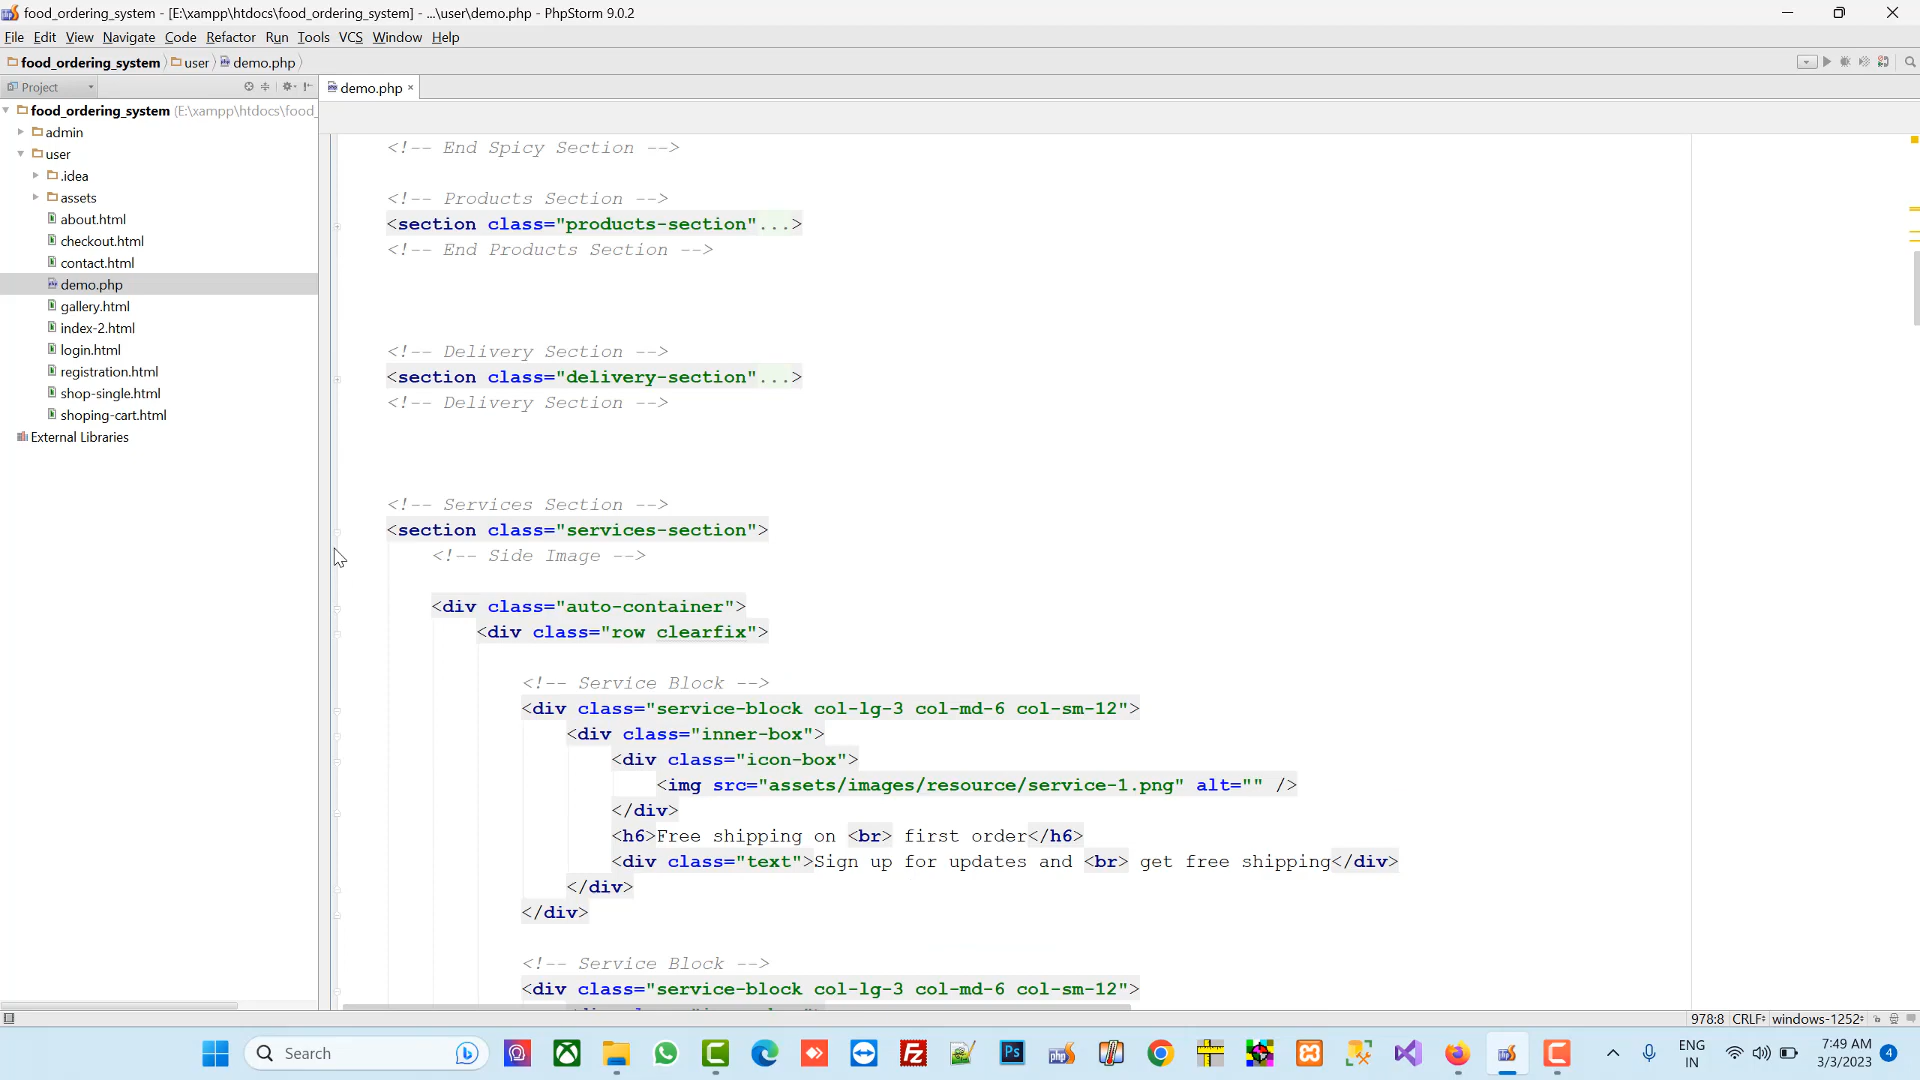 food_ordering_system - [E:\xampp\htdocs\food_ordering_system] - ...\user\demo.php - PhpStorm 9.0.2
File Edit View Navigate Code Refactor Run Tools VCS Window Help
food_ordering_system user demo.php
Project
demo.php ×
food_ordering_system (E:\xampp\htdocs\food_
admin
user
.idea
assets
about.html
checkout.html
contact.html
demo.php
gallery.html
index-2.html
login.html
registration.html
shop-single.html
shoping-cart.html
External Libraries
<!-- End Spicy Section -->
<!-- Products Section -->
<section class="products-section"...>
<!-- End Products Section -->
<!-- Delivery Section -->
<section class="delivery-section"...>
<!-- Delivery Section -->
<!-- Services Section -->
<section class="services-section">
<!-- Side Image -->
<div class="auto-container">
<div class="row clearfix">
<!-- Service Block -->
<div class="service-block col-lg-3 col-md-6 col-sm-12">
<div class="inner-box">
<div class="icon-box">
<img src="assets/images/resource/service-1.png" alt="" />
</div>
<h6>Free shipping on <br> first order</h6>
<div class="text">Sign up for updates and <br> get free shipping</div>
</div>
</div>
<!-- Service Block -->
<div class="service-block col-lg-3 col-md-6 col-sm-12">
978:8 CRLF windows-1252
Search
Ps
php
ENG
IN
7:49 AM
3/3/2023
4